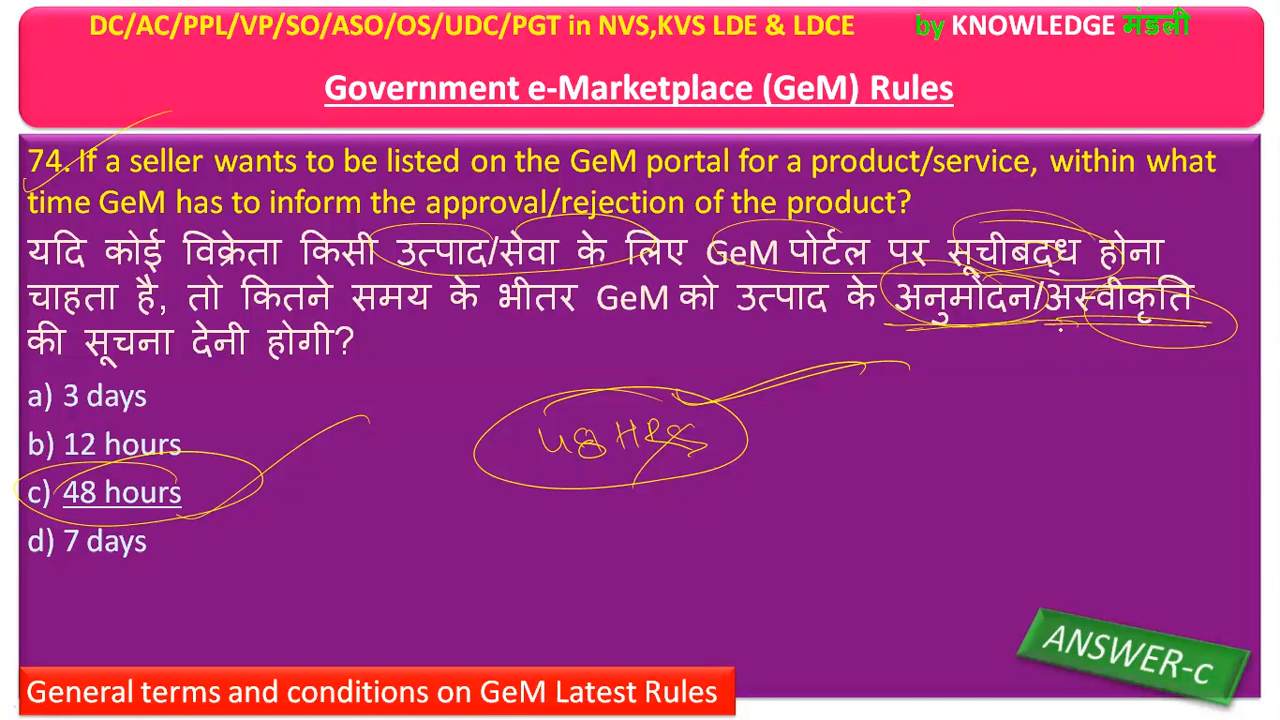 DC/AC/PPL/VP/SO/ASO/OS/UDC/PGT in NVS,KVS LDE & LDCE by KNOWLEDGE मंडली
Government e-Marketplace (GeM) Rules
74. If a seller wants to be listed on the GeM portal for a product/service, within what
time GeM has to inform the approval/rejection of the product?
यदि कोई विक्रेता किसी उत्पाद/सेवा के लिए GeM पोर्टल पर सूचीबद्ध होना
चाहता है, तो कितने समय के भीतर GeM को उत्पाद के अनुमोदन/अस्वीकृति
की सूचना देनी होगी?
a) 3 days
b) 12 hours
48 HRs
c) 48 hours
d) 7 days
ANSWER-c
General terms and conditions on GeM Latest Rules